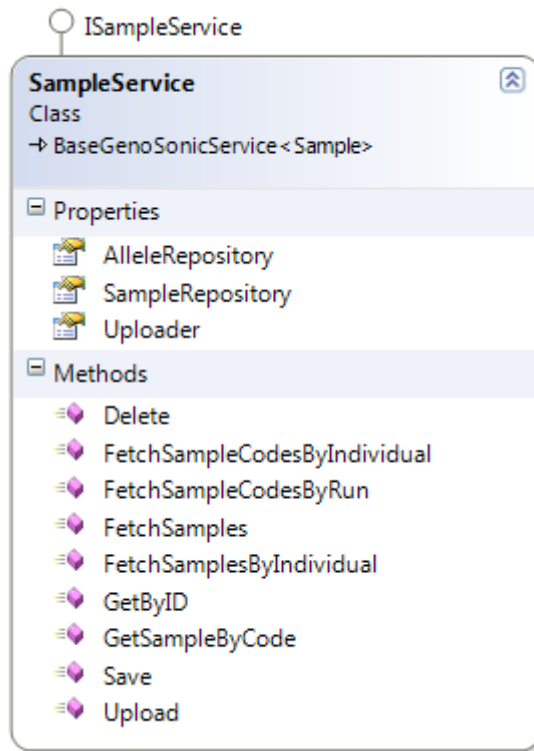 ISampleService
SampleService
Class
BaseGenoSonicService<Sample>
Properties
AlleleRepository
SampleRepository
Uploader
Methods
Delete
FetchSampleCodesByIndividual
FetchSampleCodesByRun
FetchSamples
FetchSamplesByIndividual
GetByID
GetSampleByCode
Save
Upload